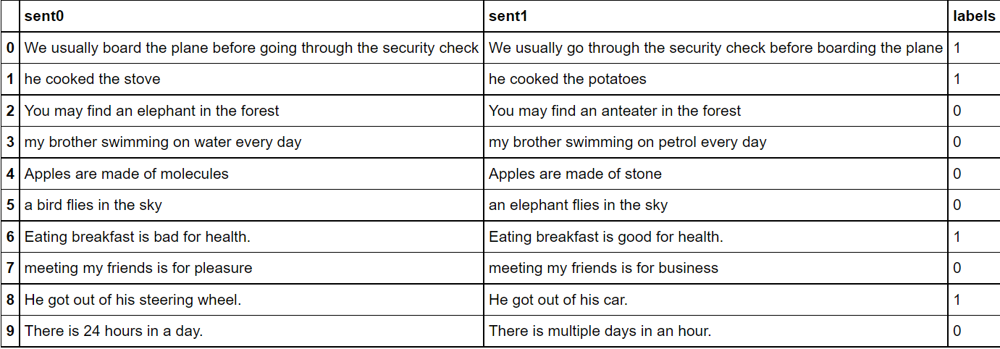 sent0 sent1 labels
0 We usually board the plane before going through the security check We usually go through the security check before boarding the plane 1
1 he cooked the stove he cooked the potatoes 1
2 You may find an elephant in the forest You may find an anteater in the forest 0
3 my brother swimming on water every day my brother swimming on petrol every day 0
4 Apples are made of molecules Apples are made of stone 0
5 a bird flies in the sky an elephant flies in the sky 0
6 Eating breakfast is bad for health. Eating breakfast is good for health. 1
7 meeting my friends is for pleasure meeting my friends is for business 0
8 He got out of his steering wheel. He got out of his car. 1
9 There is 24 hours in a day. There is multiple days in an hour. 0